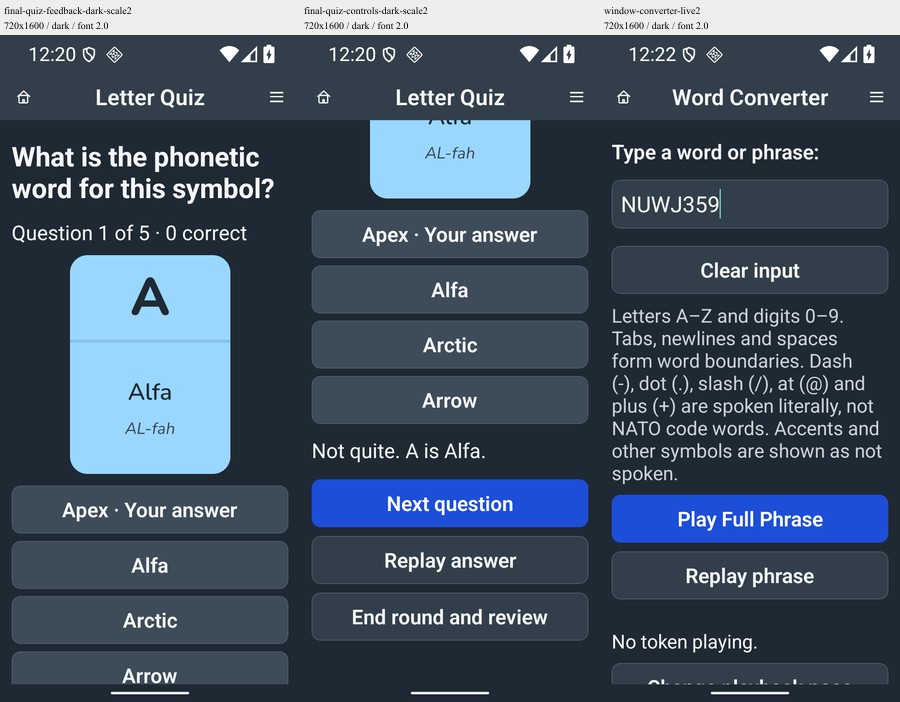 final-quiz-feedback-dark-scale2
720x1600 / dark / font 2.0
12:20
Letter Quiz
What is the phonetic
word for this symbol?
Question 1 of 5 · 0 correct
A
Alfa
AL-fah
Apex · Your answer
Alfa
Arctic
Arrow
final-quiz-controls-dark-scale2
720x1600 / dark / font 2.0
12:20
Letter Quiz
Alfa
AL-fah
Apex · Your answer
Alfa
Arctic
Arrow
Not quite. A is Alfa.
Next question
Replay answer
End round and review
window-converter-live2
720x1600 / dark / font 2.0
12:22
Word Converter
Type a word or phrase:
NUWJ359
Clear input
Letters A–Z and digits 0–9.
Tabs, newlines and spaces
form word boundaries. Dash
(-), dot (.), slash (/), at (@) and
plus (+) are spoken literally, not
NATO code words. Accents and
other symbols are shown as not
spoken.
Play Full Phrase
Replay phrase
No token playing.
Change playback pace